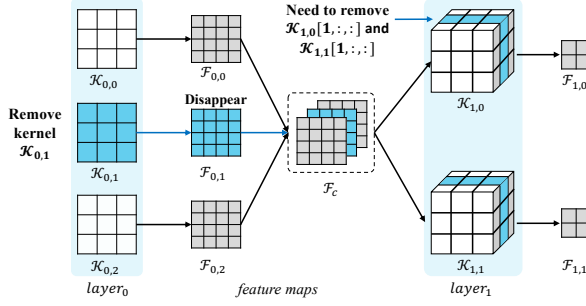 Need to remove
𝒦1,0[1,:,:] and
𝒦1,1[1,:,:]
𝒦0,0
ℱ0,0
𝒦1,0
ℱ1,0
Remove
kernel
𝒦0,1
Disappear
𝒦0,1
ℱ0,1
ℱc
𝒦0,2
ℱ0,2
𝒦1,1
ℱ1,1
layer0
feature maps
layer1